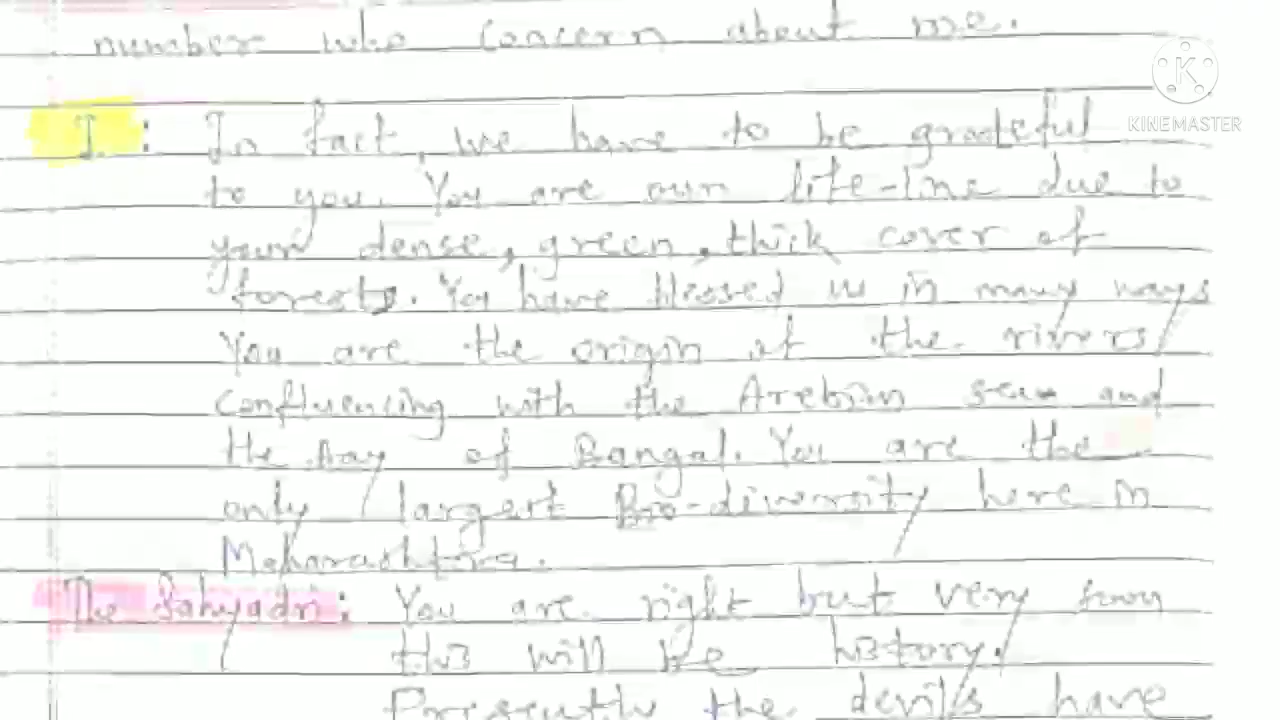 number who concern about me.
KINEMASTER
I : In fact, we have to be grateful
to you. You are our life-line due to
your dense, green, thick cover of
forests. You have blessed us in many ways
You are the origin of the rivers
confluencing with the Arebian sea and
the Bay of Bangal. You are the
only largest Bio-diversity here in
Maharashtra.
The Sahyadri : You are right but very soon
this will be history.
Presently the devils have